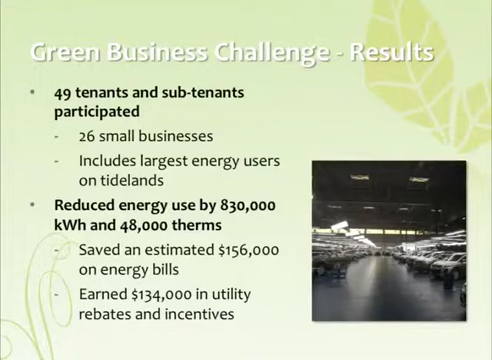 Green Business Challenge - Results
• 49 tenants and sub-tenants
participated
- 26 small businesses
- Includes largest energy users
on tidelands
• Reduced energy use by 830,000
kWh and 48,000 therms
- Saved an estimated $156,000
on energy bills
- Earned $134,000 in utility
rebates and incentives